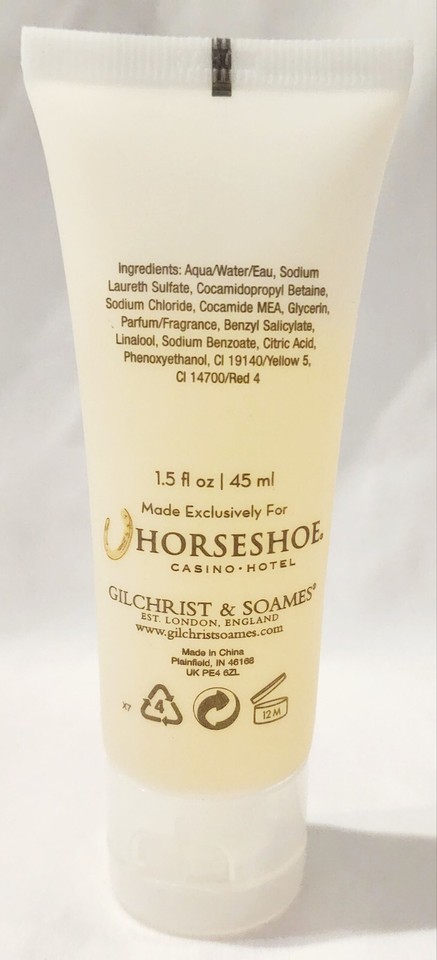 Ingredients: Aqua/Water/Eau, Sodium
Laureth Sulfate, Cocamidopropyl Betaine,
Sodium Chloride, Cocamide MEA, Glycerin,
Parfum/Fragrance, Benzyl Salicylate,
Linalool, Sodium Benzoate, Citric Acid,
Phenoxyethanol, CI 19140/Yellow 5,
CI 14700/Red 4
1.5 fl oz | 45 ml
Made Exclusively For
HORSESHOE®
CASINO • HOTEL
GILCHRIST & SOAMES®
EST. LONDON, ENGLAND
www.gilchristsoames.com
Made in China
Plainfield, IN 46168
UK PE4 6ZL
X7 4 12 M